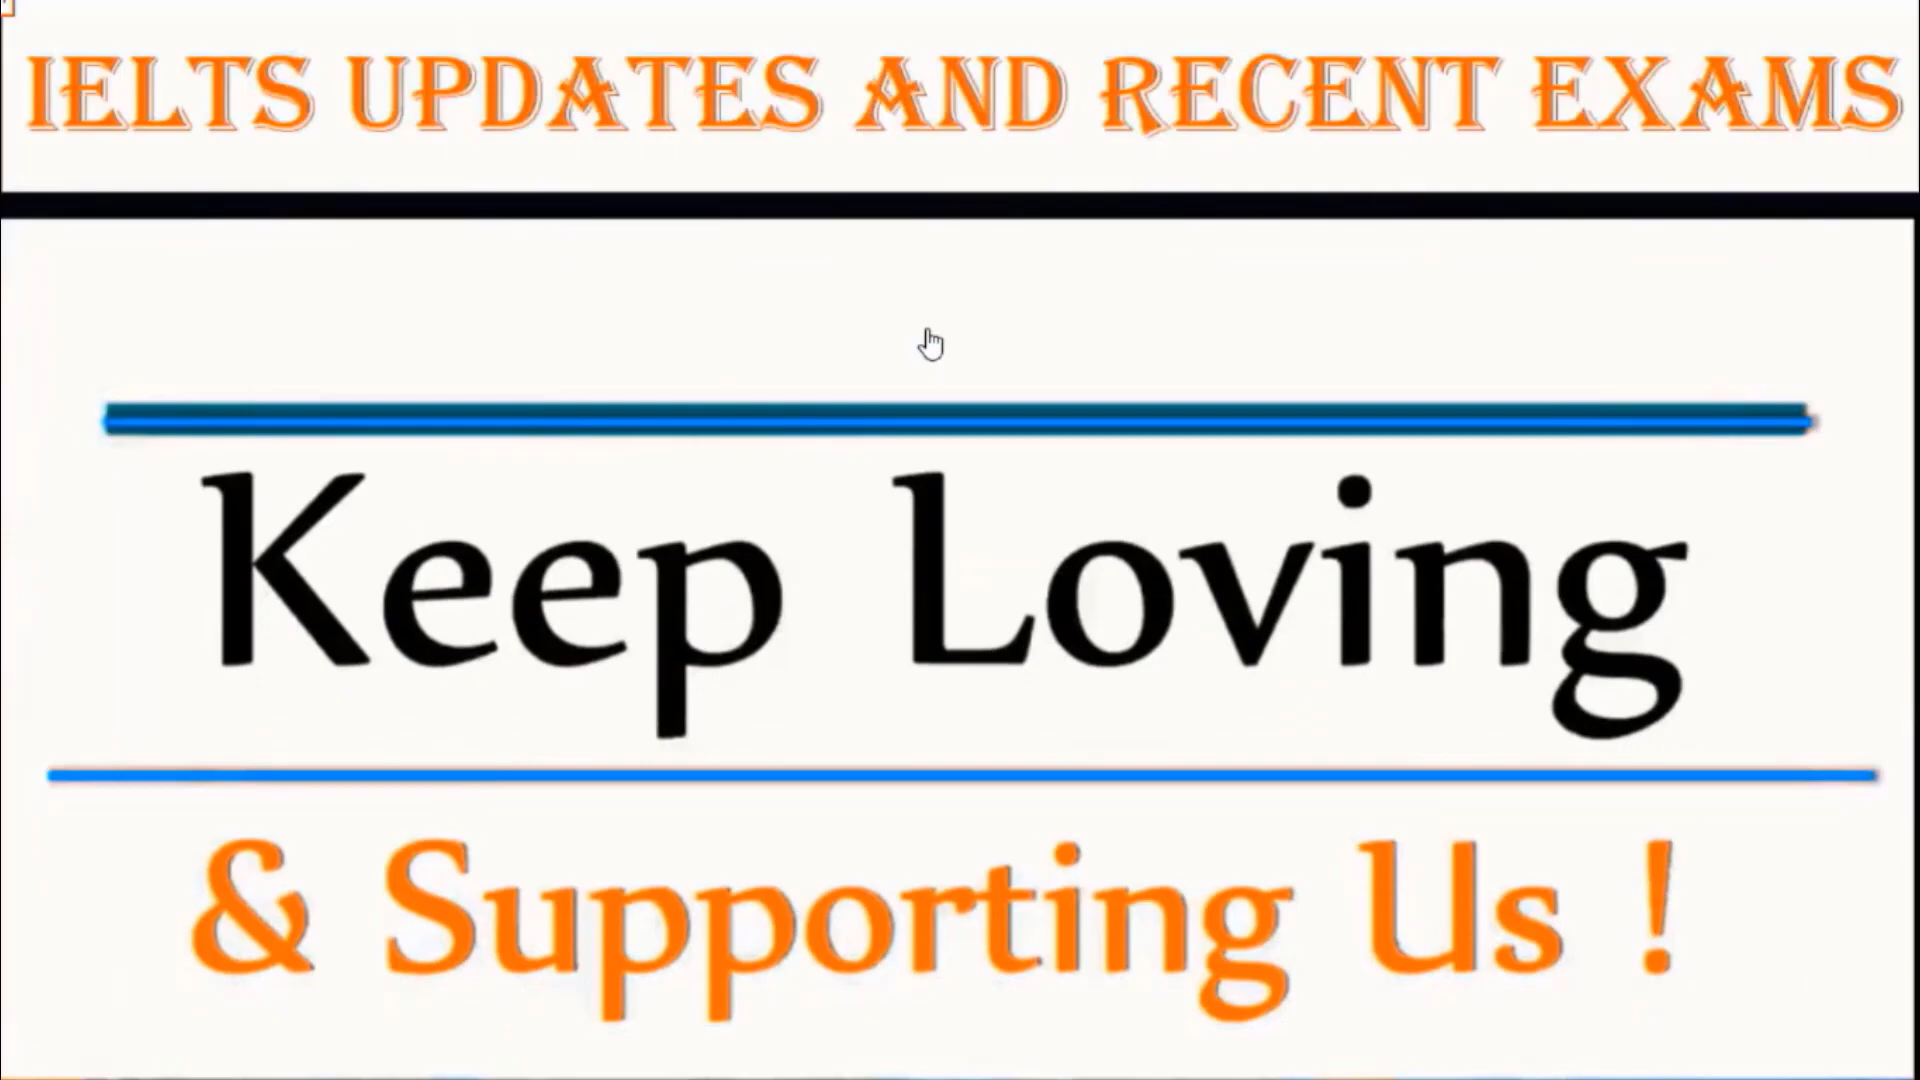 IELTS UPDATES AND RECENT EXAMS
Keep Loving
& Supporting Us !